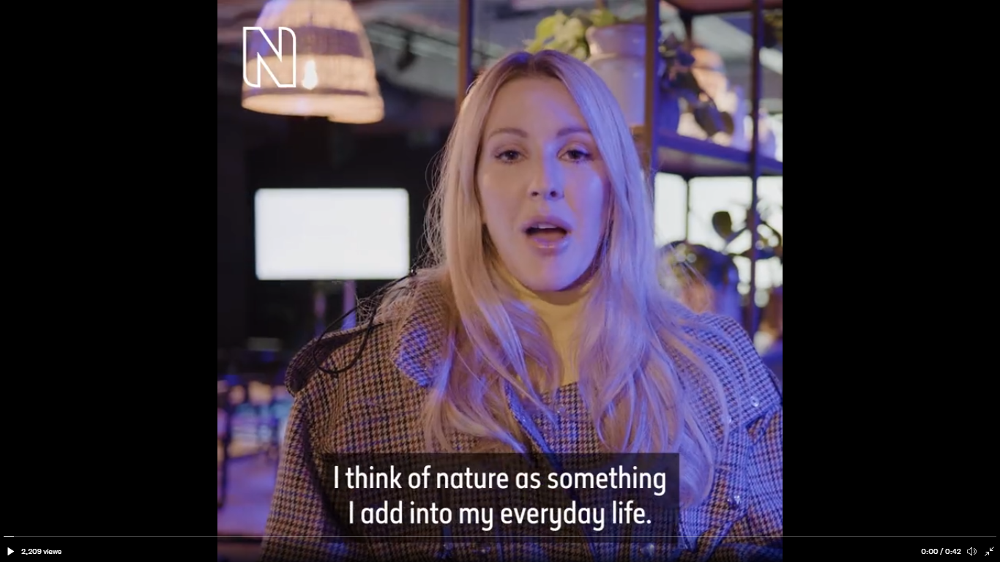 N
I think of nature as something
I add into my everyday life.
2,209 views
0:00 / 0:42